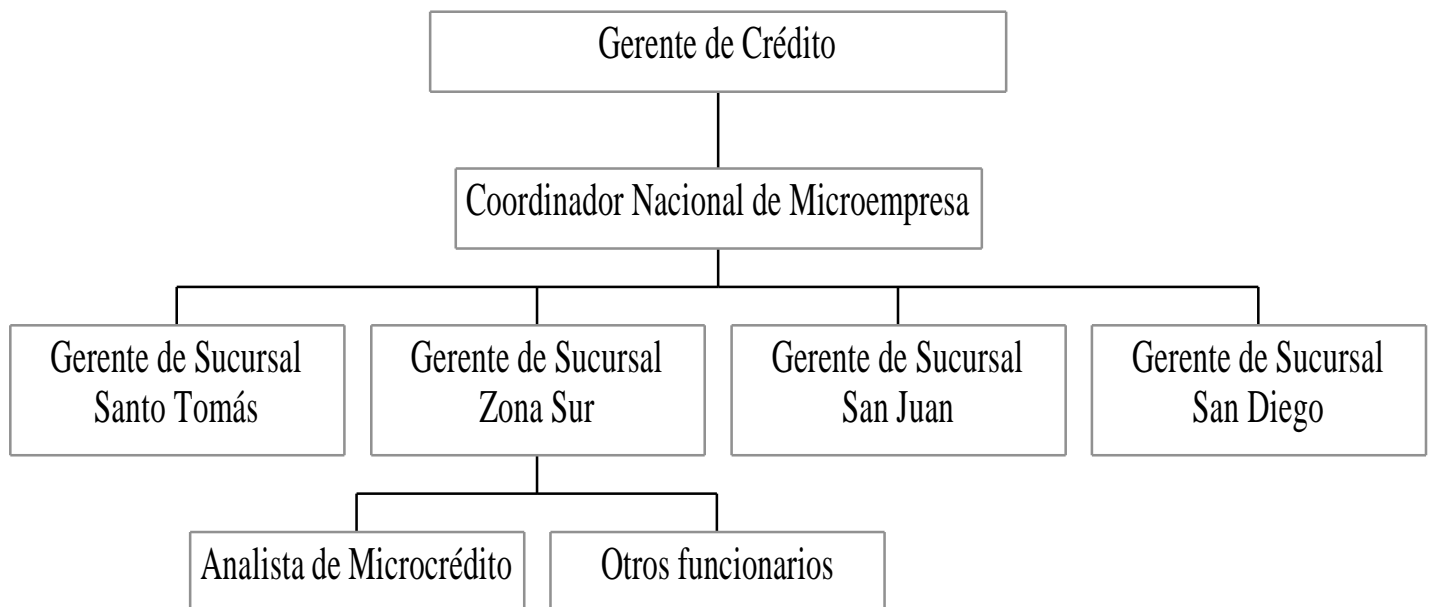 Gerente de Crédito
Coordinador Nacional de Microempresa
Gerente de Sucursal
Santo Tomás
Gerente de Sucursal
Zona Sur
Gerente de Sucursal
San Juan
Gerente de Sucursal
San Diego
Analista de Microcrédito
Otros funcionarios